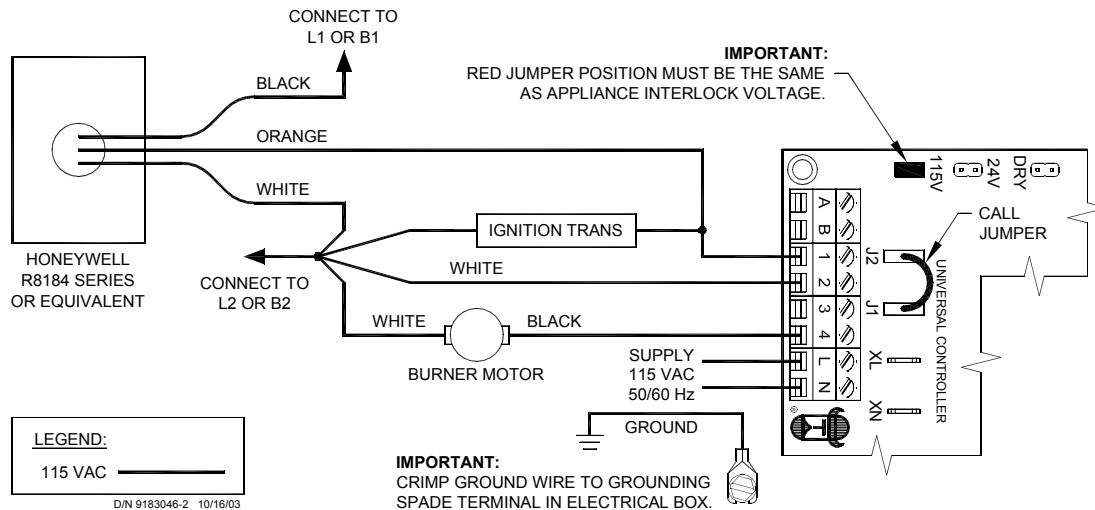 CONNECT TO
L1 OR B1
BLACK
ORANGE
WHITE
HONEYWELL
R8184 SERIES
OR EQUIVALENT
CONNECT TO
L2 OR B2
IGNITION TRANS
WHITE
WHITE
BLACK
BURNER MOTOR
IMPORTANT:
RED JUMPER POSITION MUST BE THE SAME
AS APPLIANCE INTERLOCK VOLTAGE.
115V
24V
DRY
CALL
JUMPER
A
B
1
2
3
4
L
N
J2
J1
UNIVERSAL CONTROLLER
XL
XN
SUPPLY
115 VAC
50/60 Hz
GROUND
IMPORTANT:
CRIMP GROUND WIRE TO GROUNDING
SPADE TERMINAL IN ELECTRICAL BOX.
LEGEND:
115 VAC
D/N 9183046-2 10/16/03